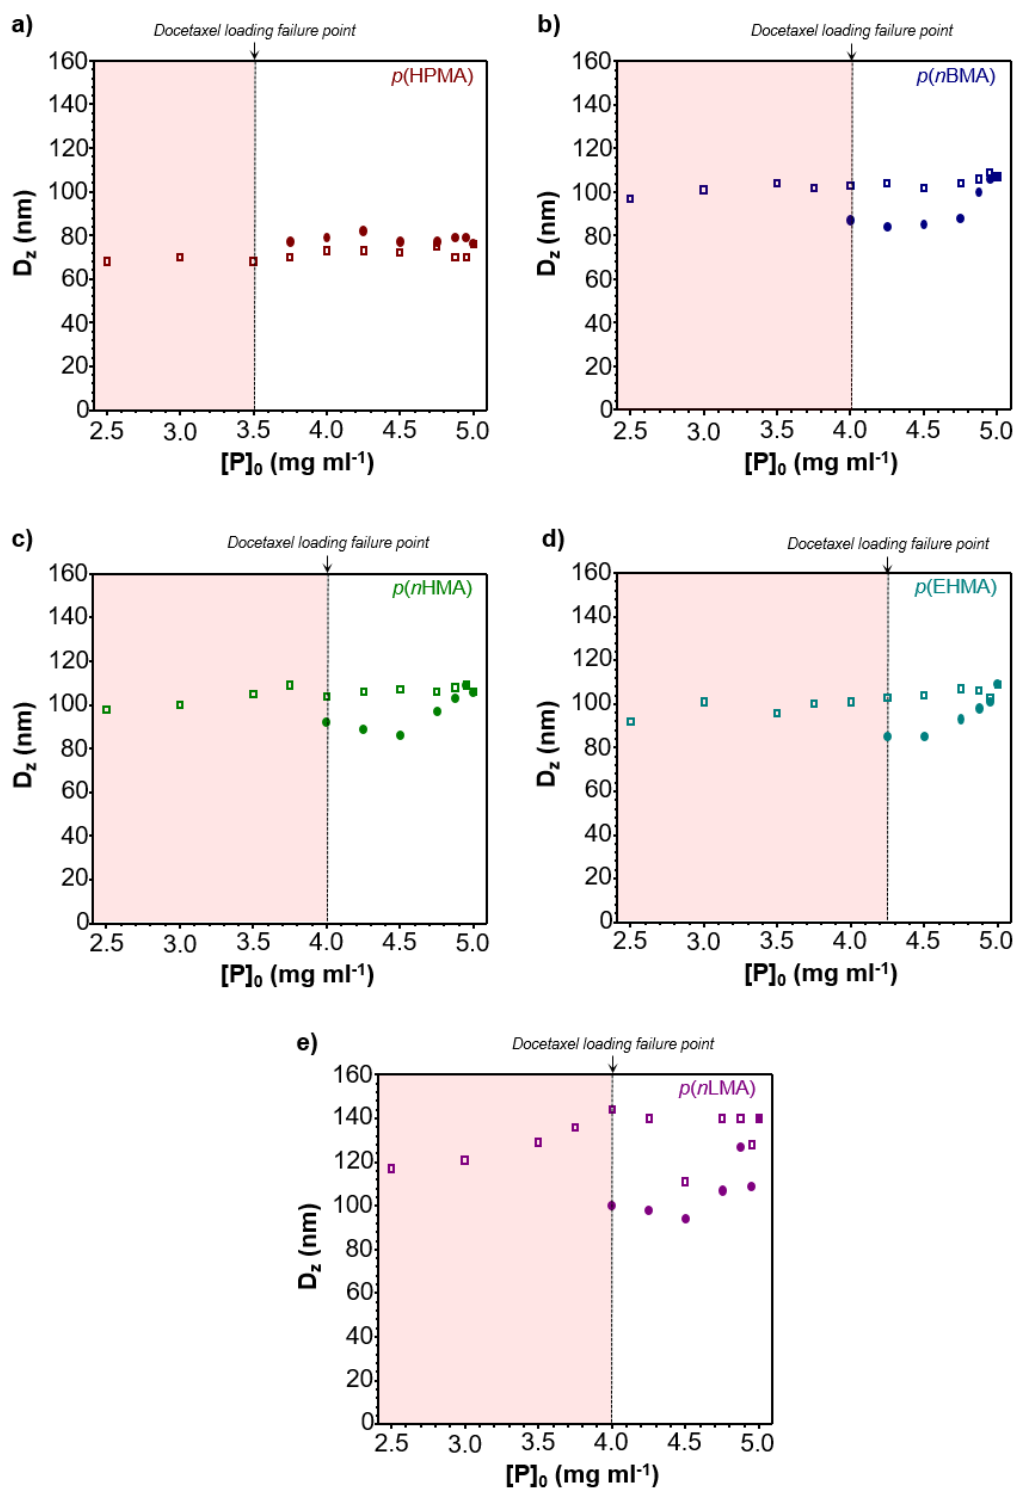 a)
Docetaxel loading failure point
p(HPMA)
160
140
120
100
80
60
40
20
0
D_z (nm)
2.5 3.0 3.5 4.0 4.5 5.0
[P]₀ (mg ml⁻¹)
b)
Docetaxel loading failure point
p(nBMA)
160
140
120
100
80
60
40
20
0
D_z (nm)
2.5 3.0 3.5 4.0 4.5 5.0
[P]₀ (mg ml⁻¹)
c)
Docetaxel loading failure point
p(nHMA)
160
140
120
100
80
60
40
20
0
D_z (nm)
2.5 3.0 3.5 4.0 4.5 5.0
[P]₀ (mg ml⁻¹)
d)
Docetaxel loading failure point
p(EHMA)
160
140
120
100
80
60
40
20
0
D_z (nm)
2.5 3.0 3.5 4.0 4.5 5.0
[P]₀ (mg ml⁻¹)
e)
Docetaxel loading failure point
p(nLMA)
160
140
120
100
80
60
40
20
0
D_z (nm)
2.5 3.0 3.5 4.0 4.5 5.0
[P]₀ (mg ml⁻¹)